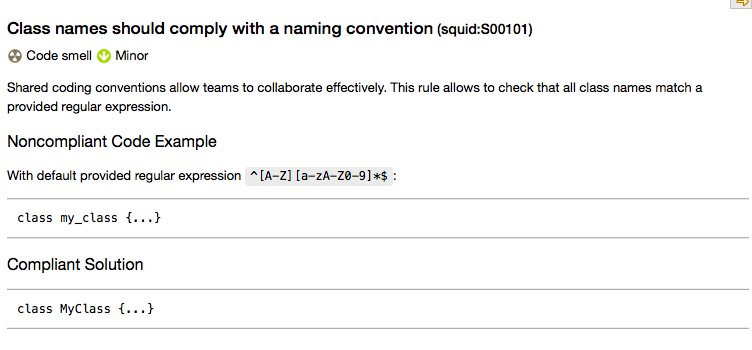 Class names should comply with a naming convention (squid:S00101)
Code smell Minor
Shared coding conventions allow teams to collaborate effectively. This rule allows to check that all class names match a
provided regular expression.
Noncompliant Code Example
With default provided regular expression ^[A-Z][a-zA-Z0-9]*$ :
class my_class {...}
Compliant Solution
class MyClass {...}